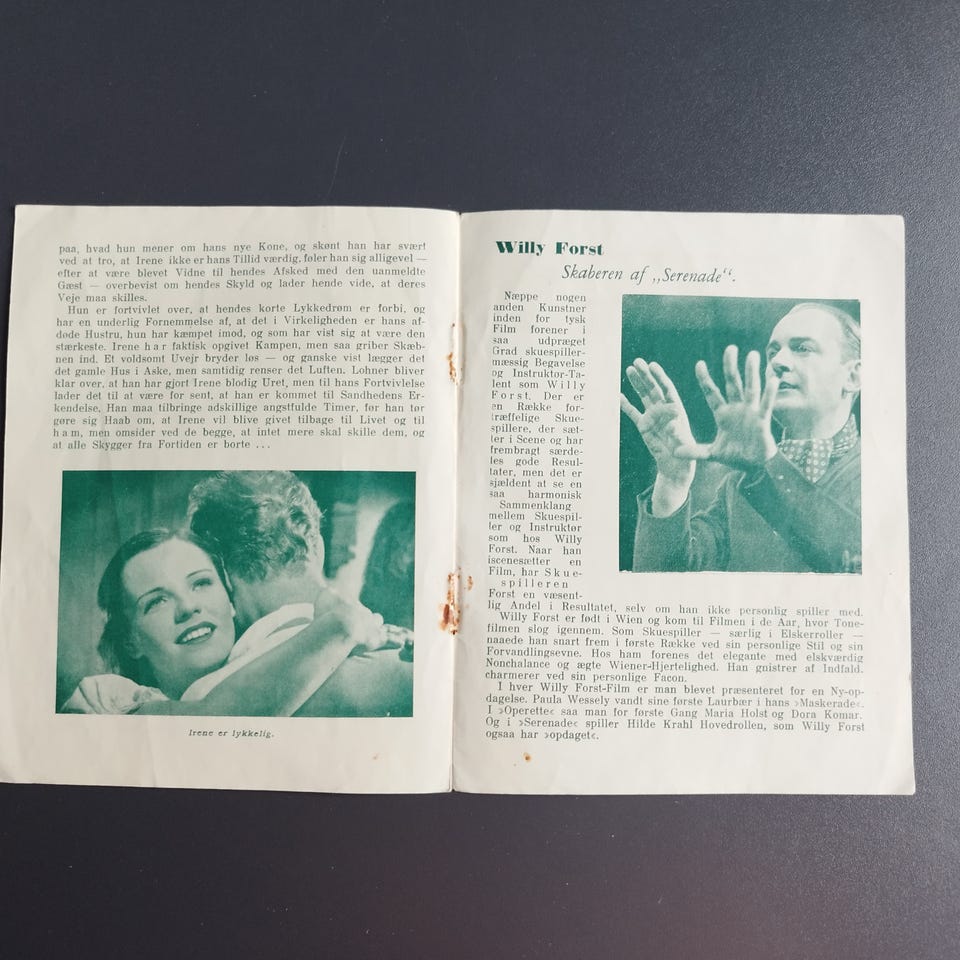 paa, hvad hun mener om hans nye Kone, og skønt han har svært
ved at tro, at Irene ikke er hans Tillid værdig, føler han sig alligevel —
efter at være blevet Vidne til hendes Afsked med den uanmeldte
Gæst — overbevist om hendes Skyld og lader hende vide, at deres
Veje maa skilles.
Hun er fortvivlet over, at hendes korte Lykkedrøm er forbi, og
har en underlig Fornemmelse af, at det i Virkeligheden er hans af-
døde Hustru, hun har kæmpet imod, og som har vist sig at være den
stærkeste. Irene har faktisk opgivet Kampen, men saa griber Skæb-
nen ind. Et voldsomt Uvejr bryder løs — og ganske vist lægger det
det gamle Hus i Aske, men samtidig renser det Luften. Lohner bliver
klar over, at han har gjort Irene blodig Uret, men til hans Fortvivlelse
lader det til at være for sent, at han er kommet til Sandhedens Er-
kendelse. Han maa tilbringe adskillige angstfulde Timer, før han tør
gøre sig Haab om, at Irene vil blive givet tilbage til Livet og til
ham, men omsider ved de begge, at intet mere skal skille dem, og
at alle Skygger fra Fortiden er borte ...
Irene er lykkelig.
Willy Forst
Skaberen af „Serenade“.
Næppe nogen
anden Kunstner
inden for tysk
Film forener i
saa udpræget
Grad skuespiller-
mæssig Begavelse
og Instruktør-Ta-
lent som Willy
Forst. Der er
en Række for-
træffelige Skue-
spillere, der sæt-
ter i Scene og har
frembragt særde-
les gode Resul-
tater, men det er
sjældent at se en
saa harmonisk
Sammenklang
mellem Skuespil-
ler og Instruktør
som hos Willy
Forst. Naar han
iscenesætter en
Film, har Skue-
spilleren
Forst en væsent-
lig Andel i Resultatet, selv om han ikke personlig spiller med.
Willy Forst er født i Wien og kom til Filmen i de Aar, hvor Tone-
filmen slog igennem. Som Skuespiller — særlig i Elskerroller —
naaede han snart frem i første Række ved sin personlige Stil og sin
Forvandlingsevne. Hos ham forenes det elegante med elskværdig
Nonchalance og ægte Wiener-Hjertelighed. Han gnistrer af Indfald,
charmerer ved sin personlige Facon.
I hver Willy Forst-Film er man blevet præsenteret for en Ny-op-
dagelse. Paula Wessely vandt sine første Laurbær i hans »Maskerade«.
I »Operette« saa man for første Gang Maria Holst og Dora Komar.
Og i »Serenade« spiller Hilde Krahl Hovedrollen, som Willy Forst
ogsaa har »opdaget«.